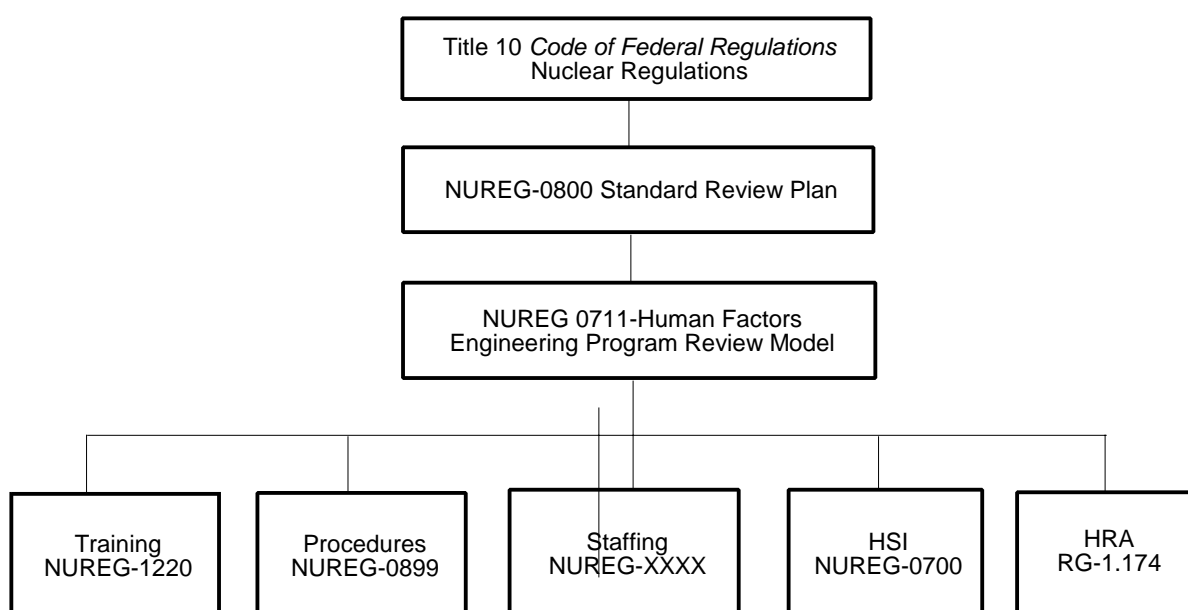 Title 10 Code of Federal Regulations
Nuclear Regulations
NUREG-0800 Standard Review Plan
NUREG 0711-Human Factors
Engineering Program Review Model
Training
NUREG-1220
Procedures
NUREG-0899
Staffing
NUREG-XXXX
HSI
NUREG-0700
HRA
RG-1.174